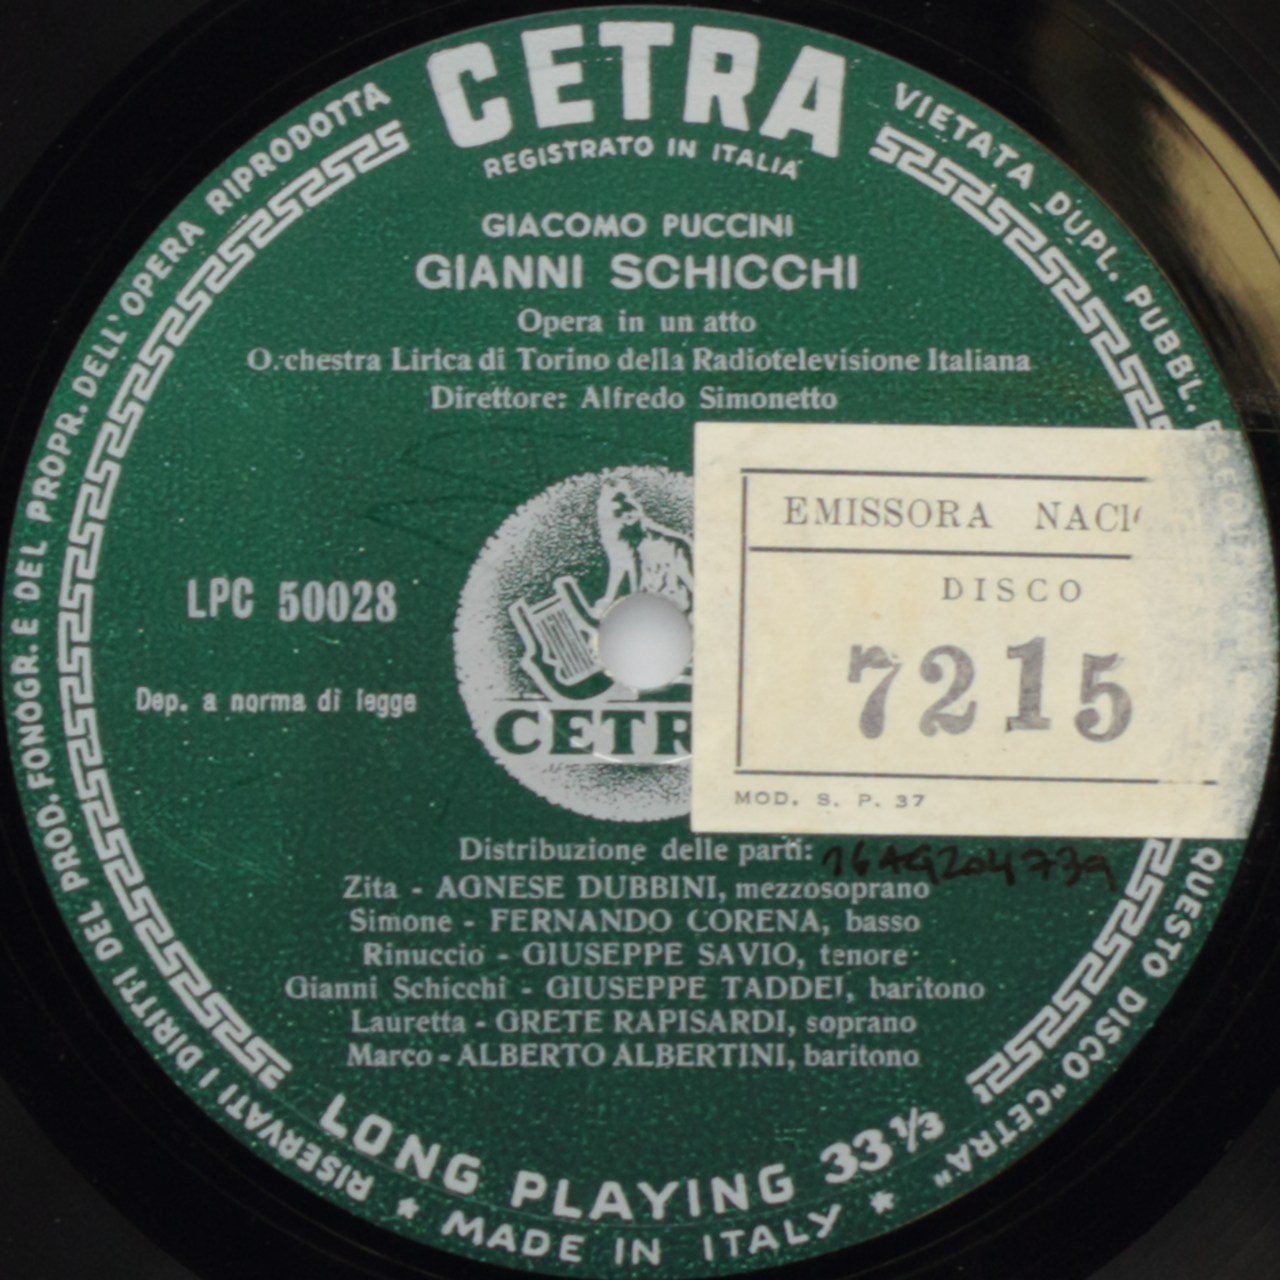 CETRA
REGISTRATO IN ITALIA
GIACOMO PUCCINI
GIANNI SCHICCHI
Opera in un atto
Orchestra Lirica di Torino della Radiotelevisione Italiana
Direttore: Alfredo Simonetto
EMISSORA NACI
DISCO
7215
MOD. S. P. 37
LPC 50028
Dep. a norma di legge
CETR
Distribuzione delle parti:
Zita - AGNESE DUBBINI, mezzosoprano
Simone - FERNANDO CORENA, basso
Rinuccio - GIUSEPPE SAVIO, tenore
Gianni Schicchi - GIUSEPPE TADDEI, baritono
Lauretta - GRETE RAPISARDI, soprano
Marco - ALBERTO ALBERTINI, baritono
LONG PLAYING 33 1/3
★ MADE IN ITALY ★
RISERVATI I DIRITTI DEL PROD. FONOGR. E DEL PROPR. DELL'OPERA RIPRODOTTA
VIETATA DUPL. PUBBL.
QUESTO DISCO "CETRA"